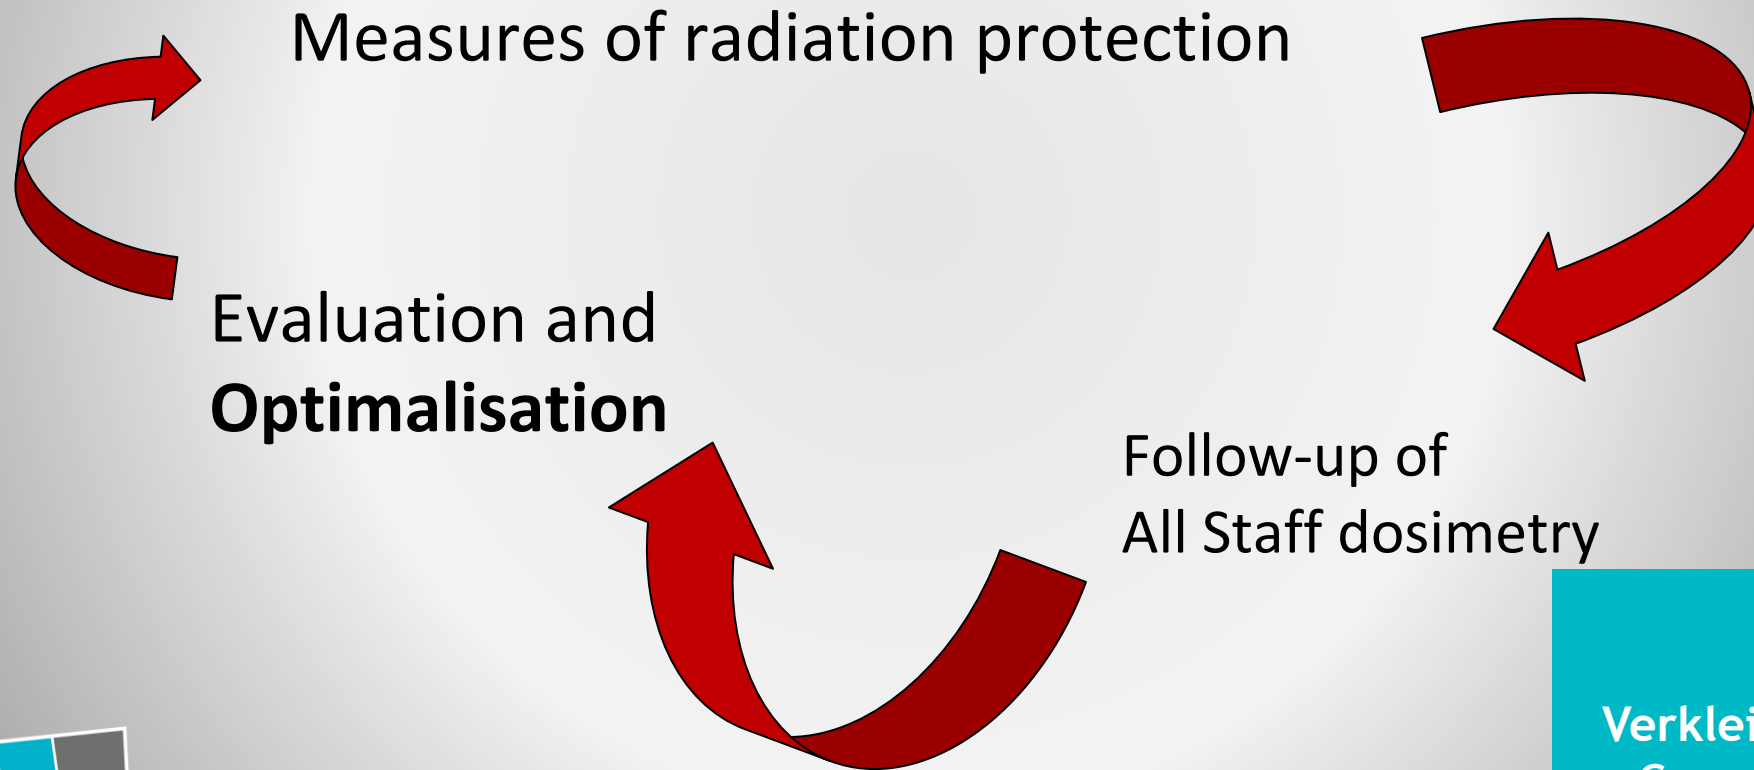 Measures of radiation protection
Evaluation and
Optimalisation
Follow-up of
All Staff dosimetry